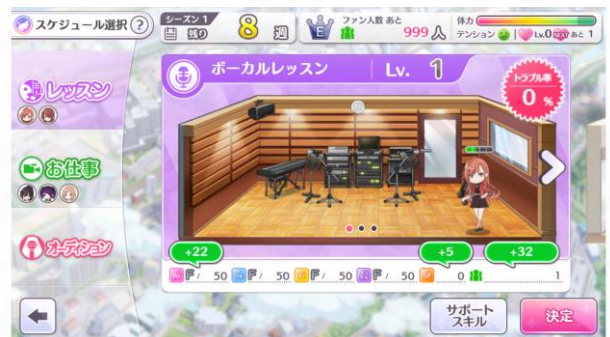 スケジュール選択 ?
シーズン1
残り 8 週
E
ファン人数 あと
999人
体力
テンション Lv.0 NEXT あと 1
レッスン
お仕事
オーディション
ボーカルレッスン Lv. 1
トラブル率
0 %
+22 +5 +32
Vo F / 50 F / 50 F / 50 F / 50 SP 0 1
サポート
スキル
決定